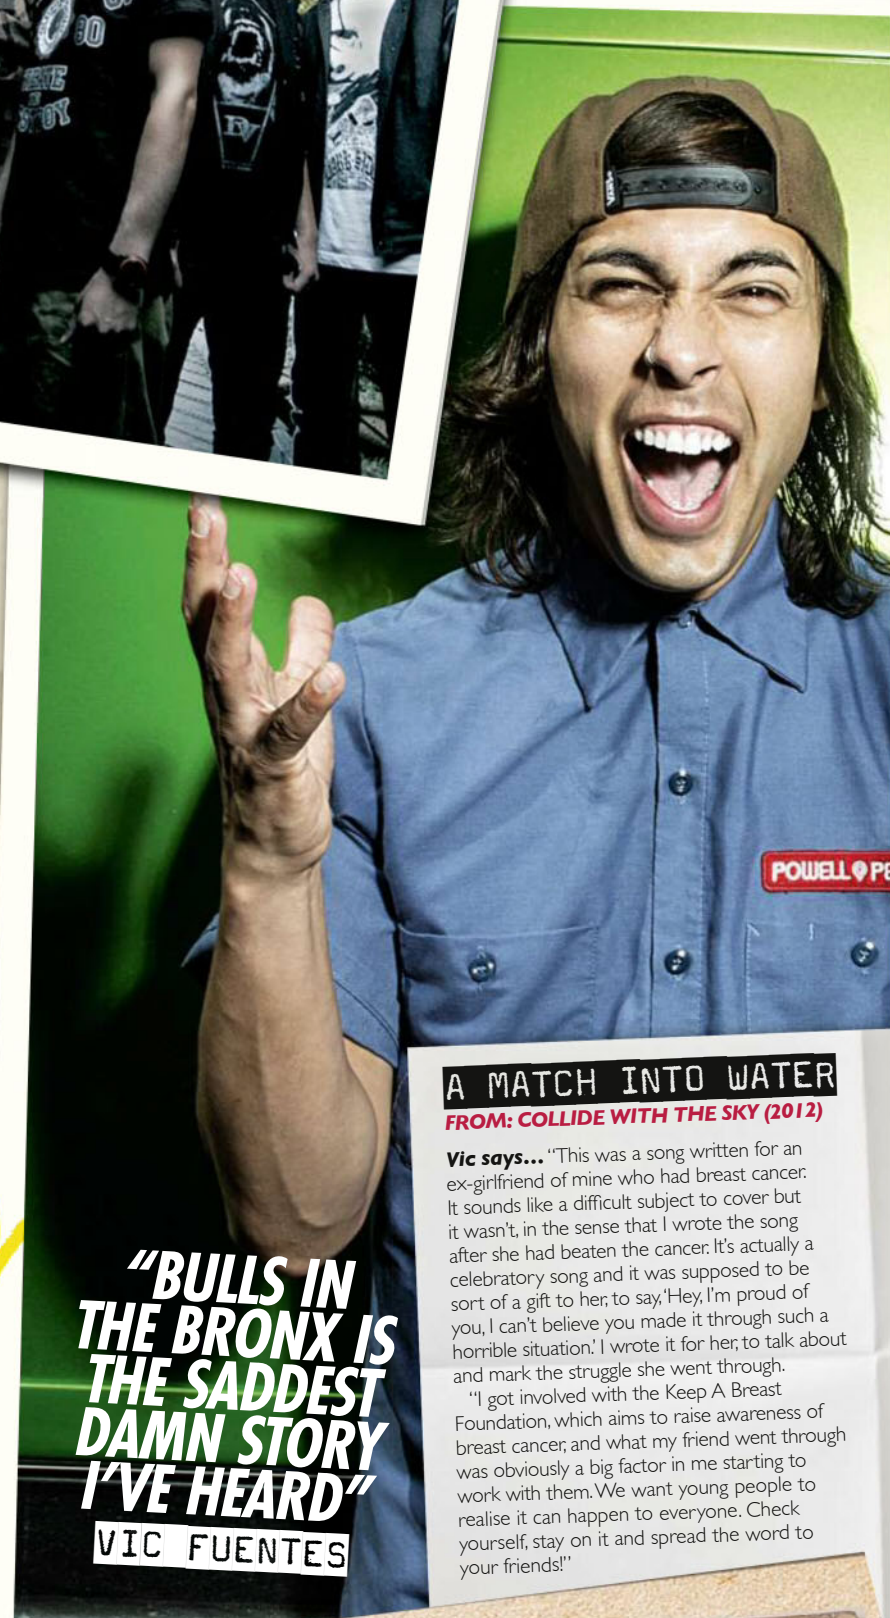 80
DV
VANS
POWELL PE
A MATCH INTO WATER
FROM: COLLIDE WITH THE SKY (2012)
Vic says... “This was a song written for an
ex-girlfriend of mine who had breast cancer.
It sounds like a difficult subject to cover but
it wasn’t, in the sense that I wrote the song
after she had beaten the cancer. It’s actually a
celebratory song and it was supposed to be
sort of a gift to her, to say, ‘Hey, I’m proud of
you, I can’t believe you made it through such a
horrible situation.’ I wrote it for her, to talk about
and mark the struggle she went through.
“I got involved with the Keep A Breast
Foundation, which aims to raise awareness of
breast cancer, and what my friend went through
was obviously a big factor in me starting to
work with them. We want young people to
realise it can happen to everyone. Check
yourself, stay on it and spread the word to
your friends!”
“BULLS IN
THE BRONX IS
THE SADDEST
DAMN STORY
I’VE HEARD”
VIC FUENTES